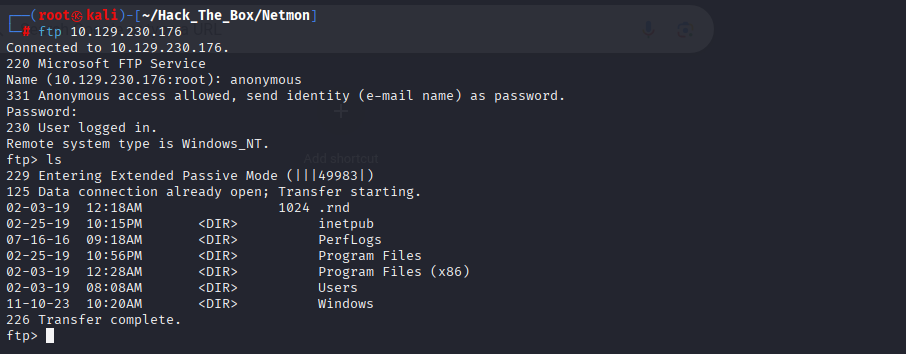 ┌──(root㉿kali)-[~/Hack_The_Box/Netmon]
└─# ftp 10.129.230.176
Connected to 10.129.230.176.
220 Microsoft FTP Service
Name (10.129.230.176:root): anonymous
331 Anonymous access allowed, send identity (e-mail name) as password.
Password:
230 User logged in.
Remote system type is Windows_NT.
Add shortcut
ftp> ls
229 Entering Extended Passive Mode (|||49983|)
125 Data connection already open; Transfer starting.
02-03-19  12:18AM                 1024 .rnd
02-25-19  10:15PM       <DIR>          inetpub
07-16-16  09:18AM       <DIR>          PerfLogs
02-25-19  10:56PM       <DIR>          Program Files
02-03-19  12:28AM       <DIR>          Program Files (x86)
02-03-19  08:08AM       <DIR>          Users
11-10-23  10:20AM       <DIR>          Windows
226 Transfer complete.
ftp>